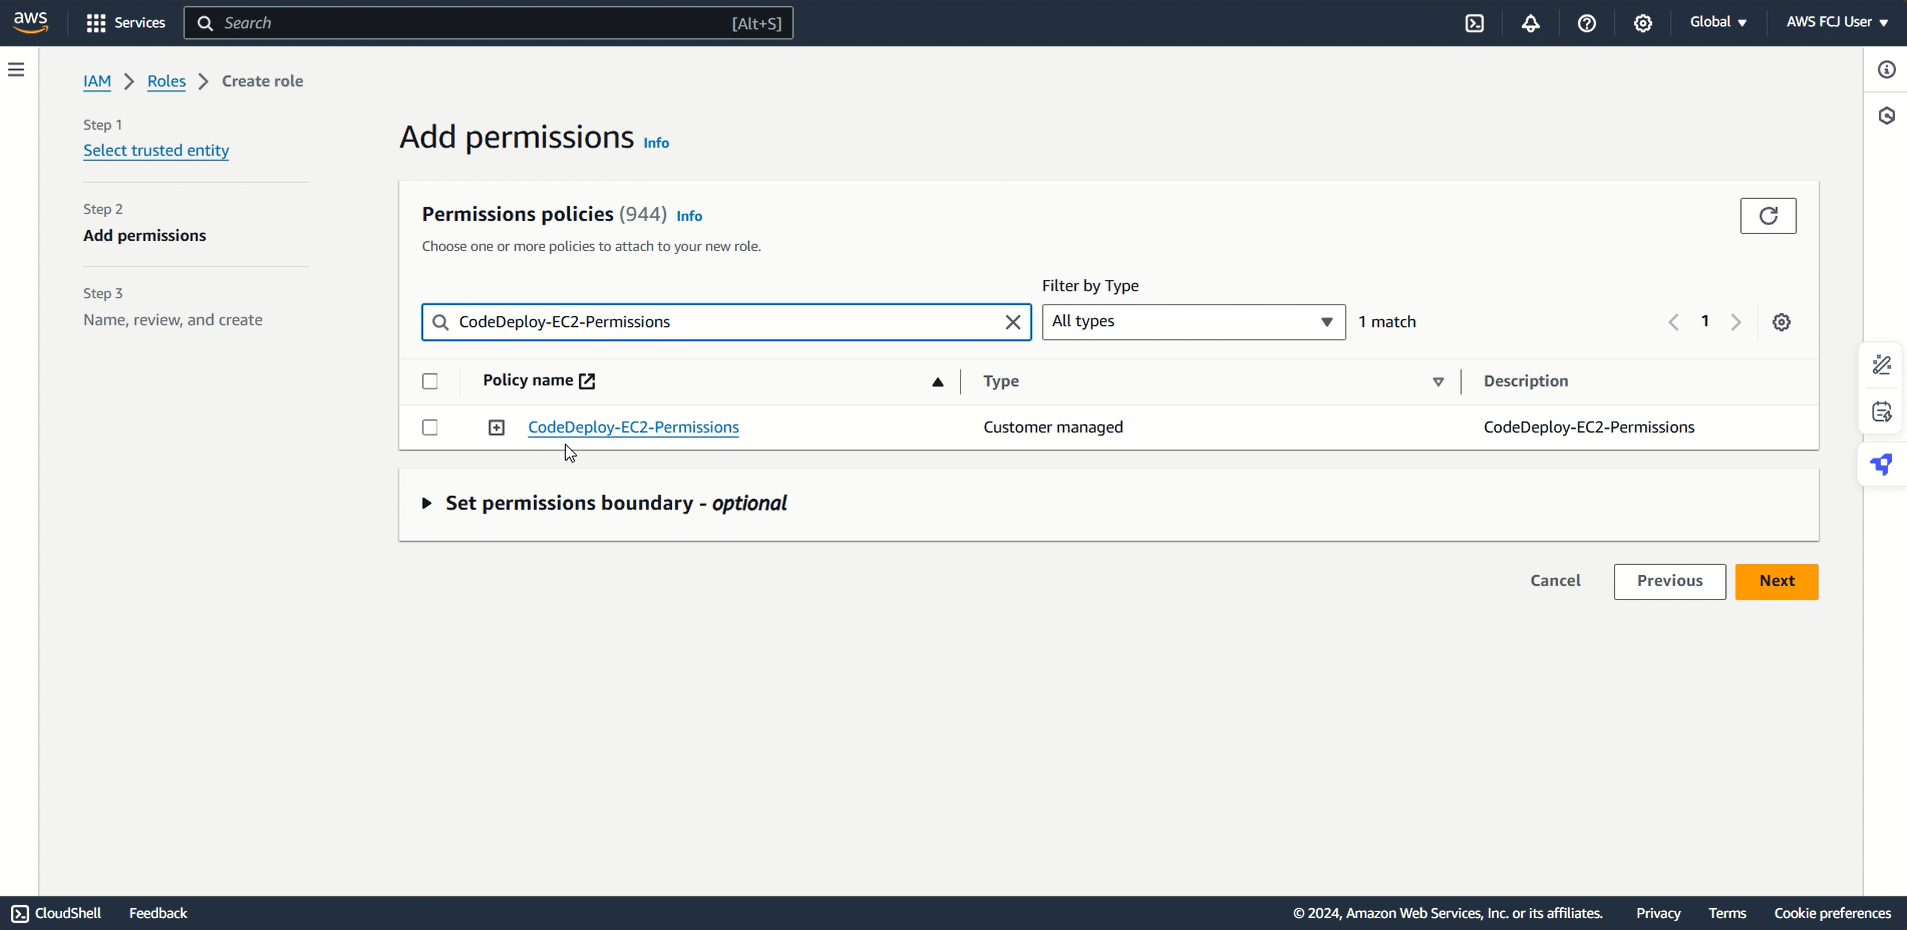 aws
Services
Search
[Alt+S]
Global
AWS FCJ User
IAM
Roles
Create role
Step 1
Select trusted entity
Step 2
Add permissions
Step 3
Name, review, and create
Add permissions Info
Permissions policies (944) Info
Choose one or more policies to attach to your new role.
Filter by Type
CodeDeploy-EC2-Permissions
All types
1 match
1
Policy name
Type
Description
CodeDeploy-EC2-Permissions
Customer managed
CodeDeploy-EC2-Permissions
Set permissions boundary - optional
Cancel
Previous
Next
CloudShell
Feedback
© 2024, Amazon Web Services, Inc. or its affiliates.
Privacy
Terms
Cookie preferences